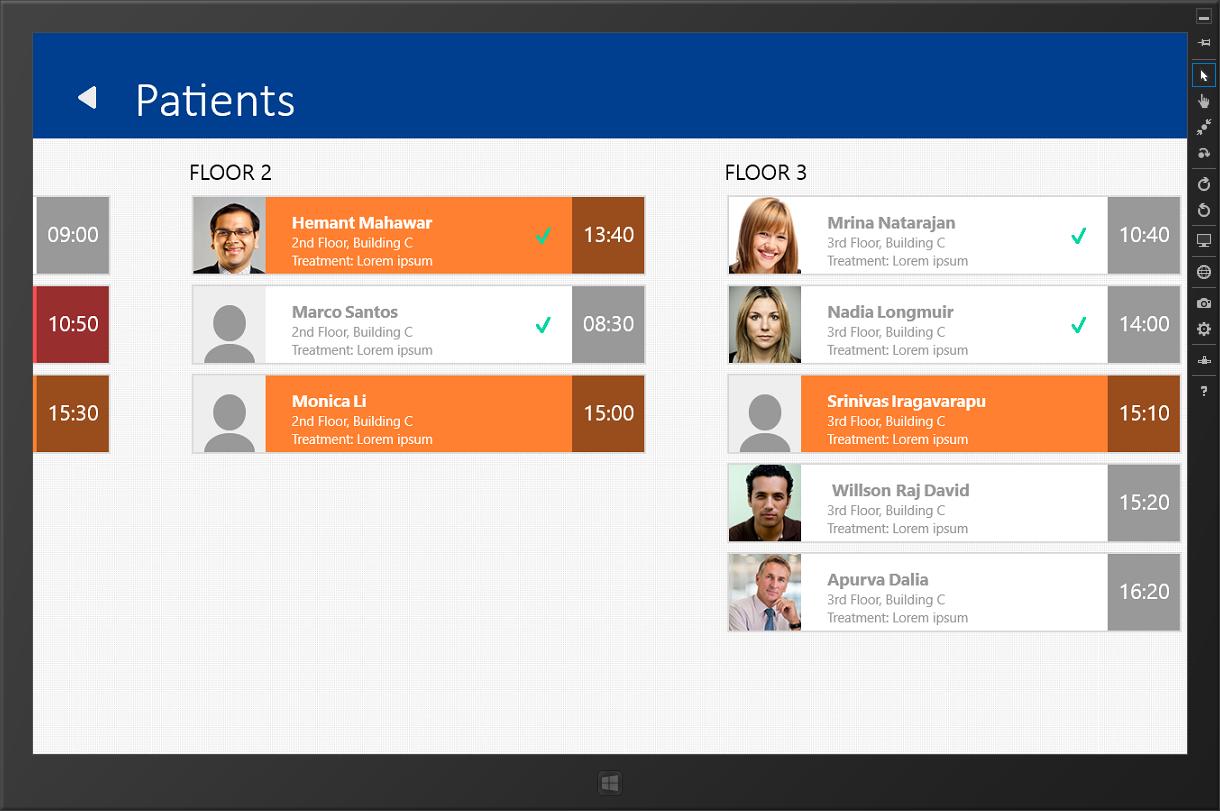 Patients
09:00
10:50
15:30
FLOOR 2
Hemant Mahawar
2nd Floor, Building C
Treatment: Lorem ipsum
13:40
Marco Santos
2nd Floor, Building C
Treatment: Lorem ipsum
08:30
Monica Li
2nd Floor, Building C
Treatment: Lorem ipsum
15:00
FLOOR 3
Mrina Natarajan
3rd Floor, Building C
Treatment: Lorem ipsum
10:40
Nadia Longmuir
3rd Floor, Building C
Treatment: Lorem ipsum
14:00
Srinivas Iragavarapu
3rd Floor, Building C
Treatment: Lorem ipsum
15:10
Willson Raj David
3rd Floor, Building C
Treatment: Lorem ipsum
15:20
Apurva Dalia
3rd Floor, Building C
Treatment: Lorem ipsum
16:20
?